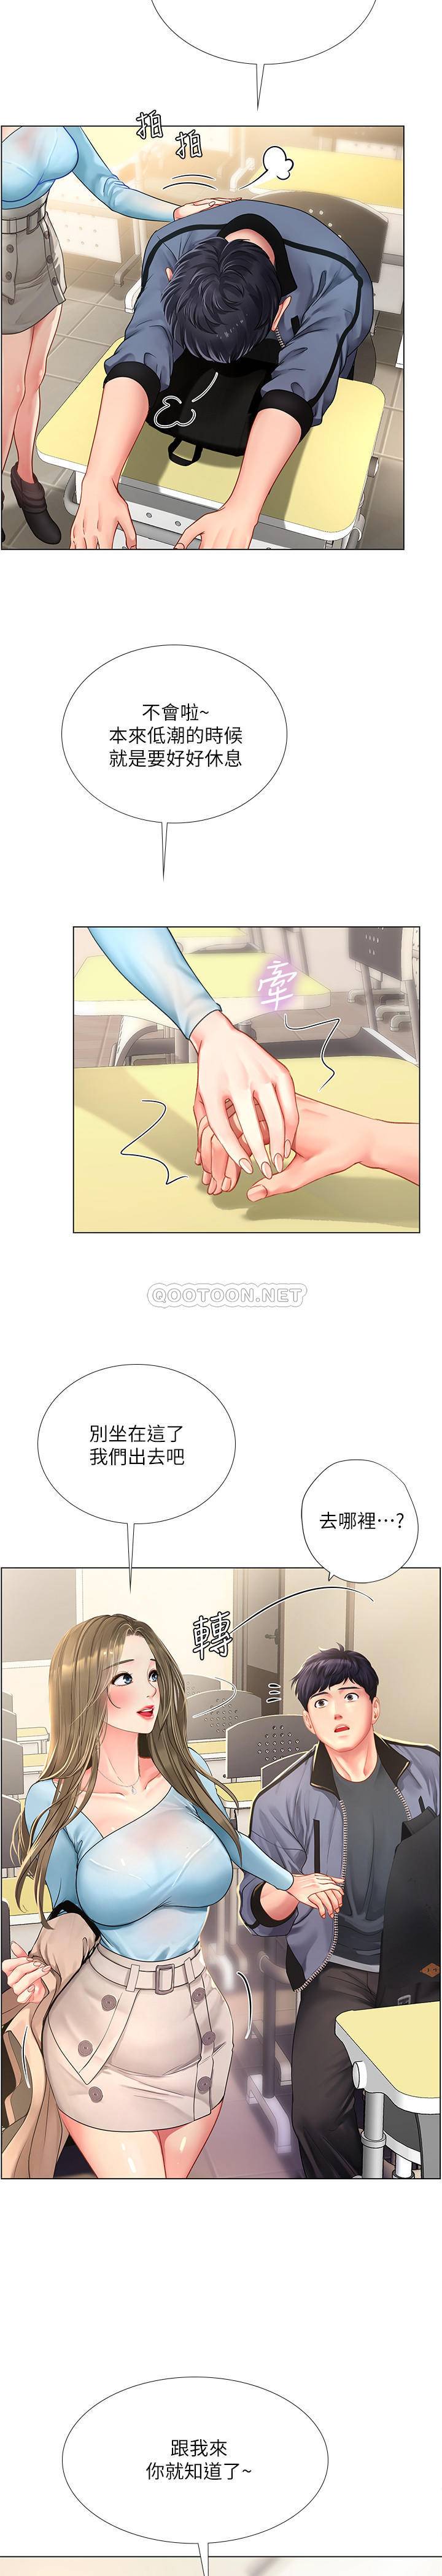 拍
拍
不會啦~
本來低潮的時候
就是要好好休息
牽
QOOTOON.NET
別坐在這了
我們出去吧
去哪裡…?
轉
跟我來
你就知道了~